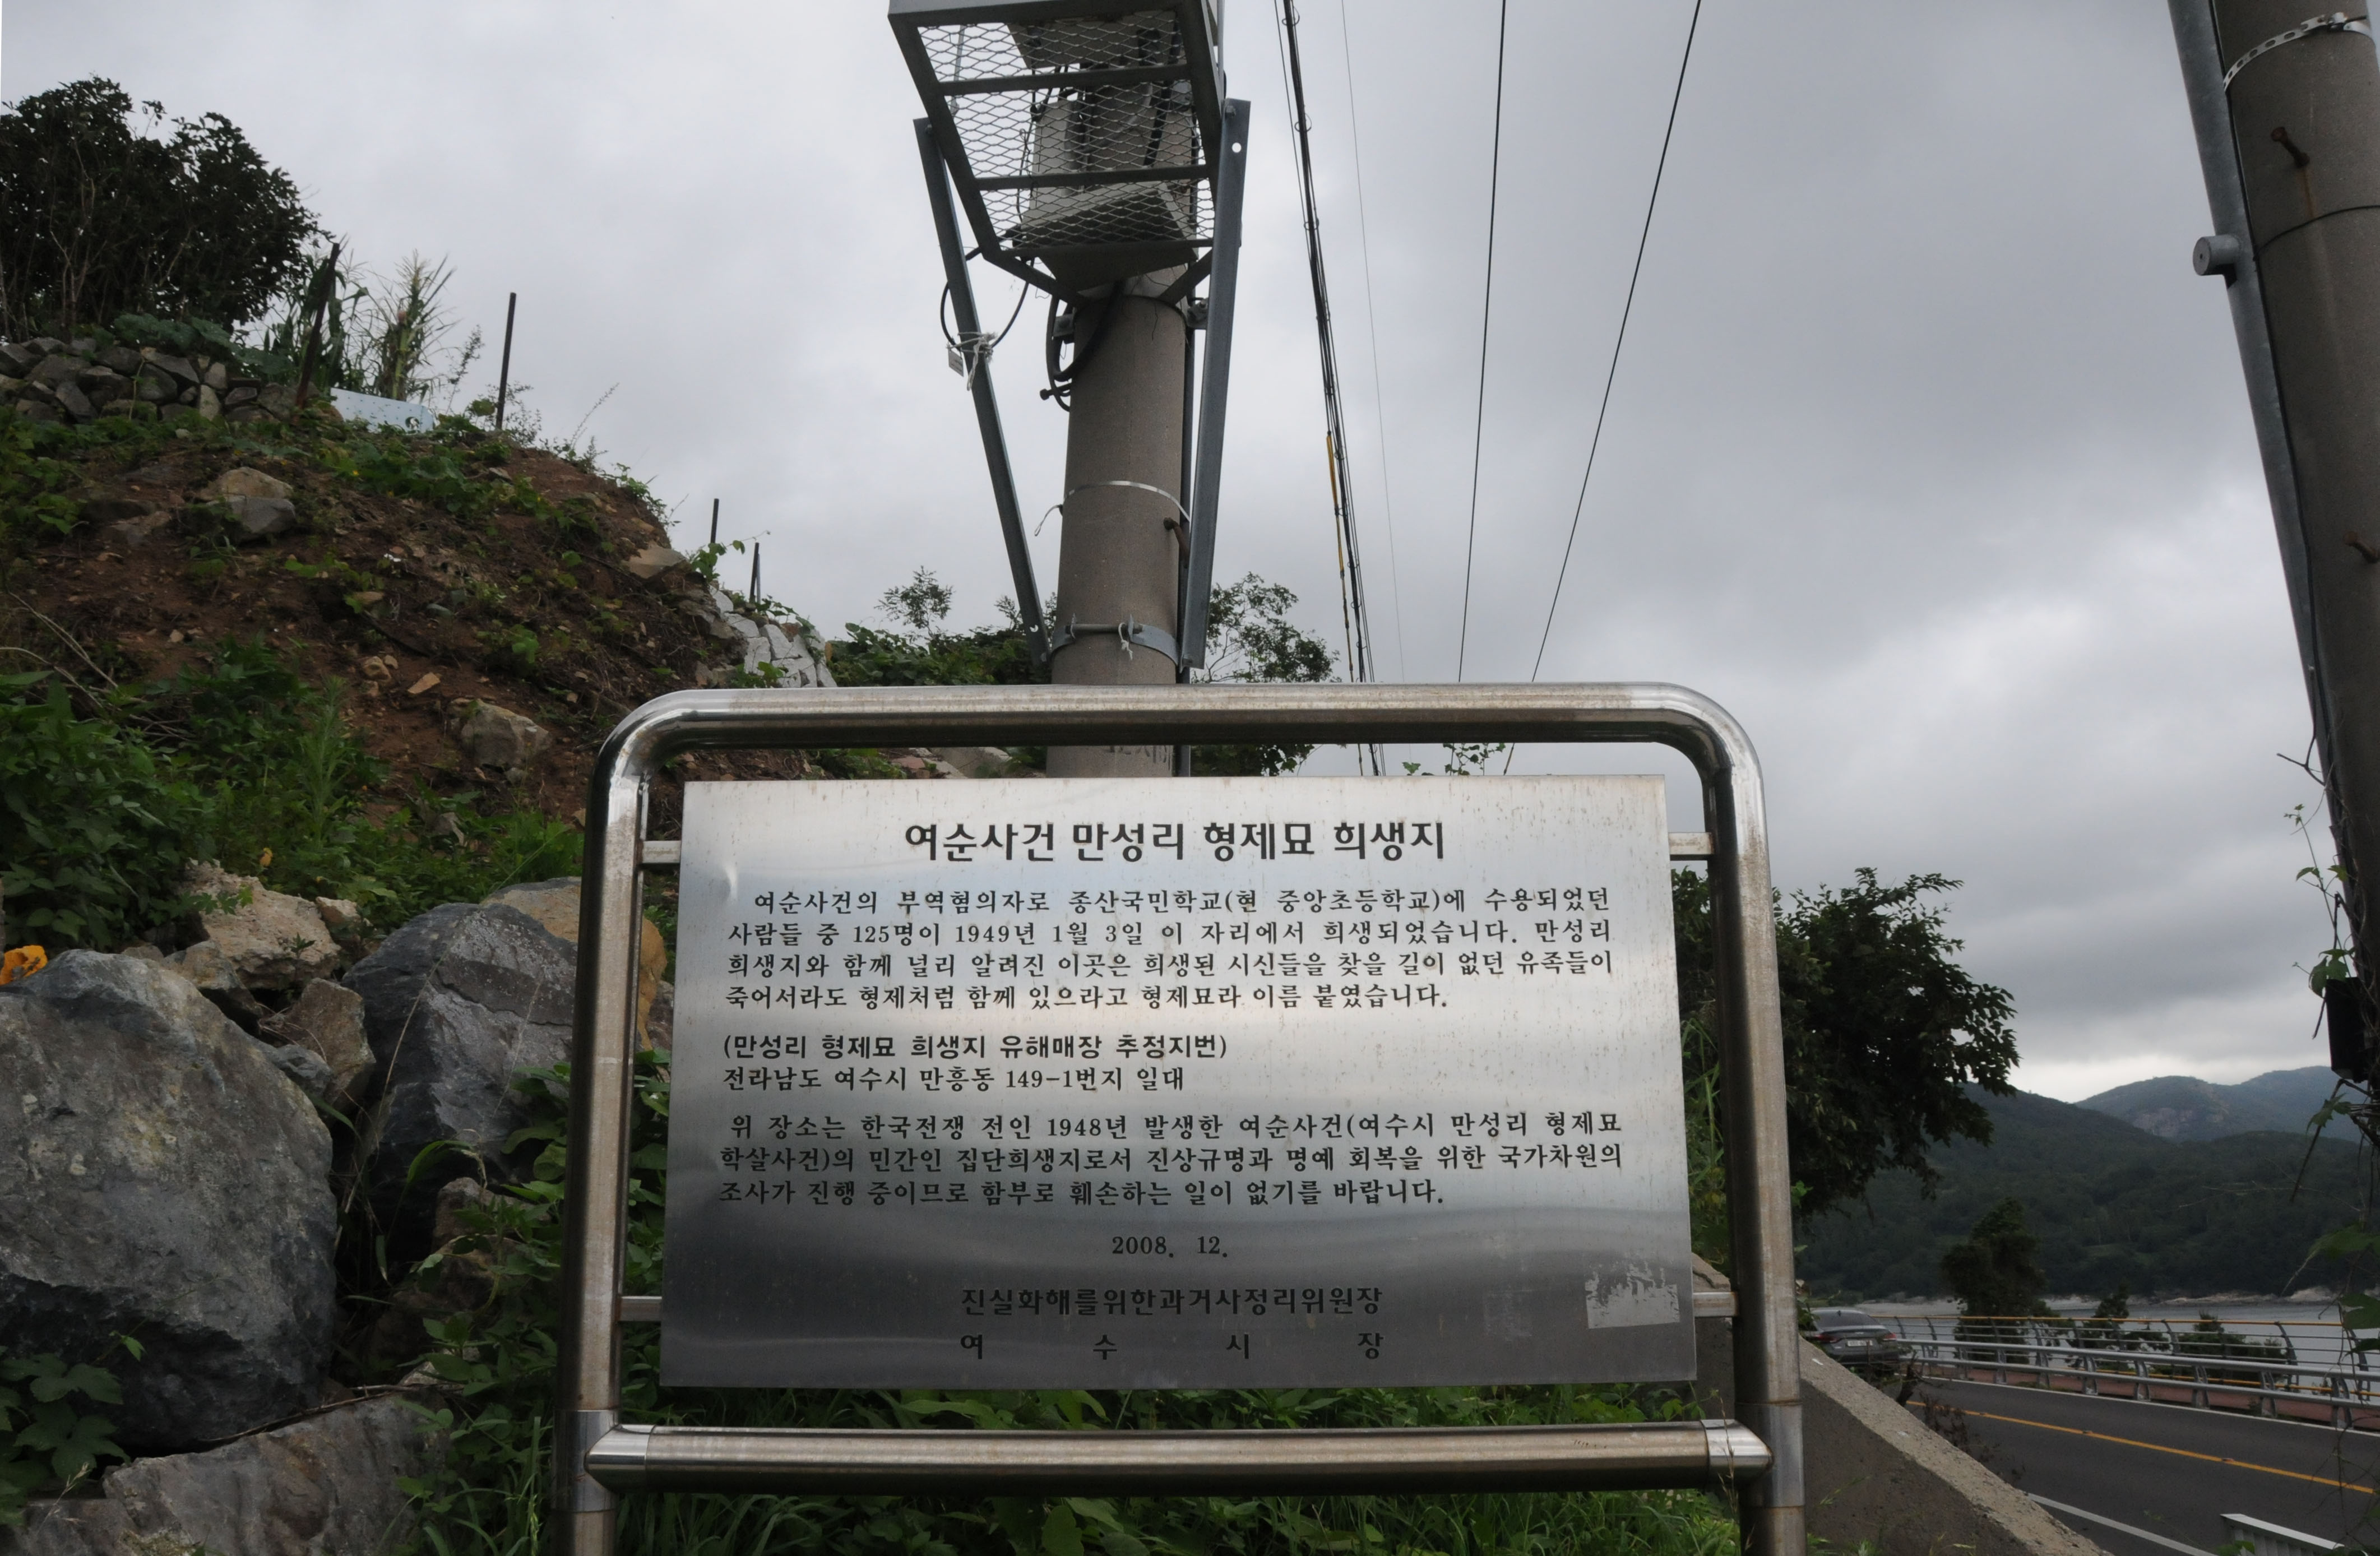 여순사건 만성리 형제묘 희생지
여순사건의 부역혐의자로 종산국민학교(현 중앙초등학교)에 수용되었던
사람들 중 125명이 1949년 1월 3일 이 자리에서 희생되었습니다. 만성리
희생지와 함께 널리 알려진 이곳은 희생된 시신들을 찾을 길이 없던 유족들이
죽어서라도 형제처럼 함께 있으라고 형제묘라 이름 붙였습니다.
(만성리 형제묘 희생지 유해매장 추정지번)
전라남도 여수시 만흥동 149-1번지 일대
위 장소는 한국전쟁 전인 1948년 발생한 여순사건(여수시 만성리 형제묘
학살사건)의 민간인 집단희생지로서 진상규명과 명예 회복을 위한 국가차원의
조사가 진행 중이므로 함부로 훼손하는 일이 없기를 바랍니다.
2008. 12.
진실화해를위한과거사정리위원장
여 수 시 장